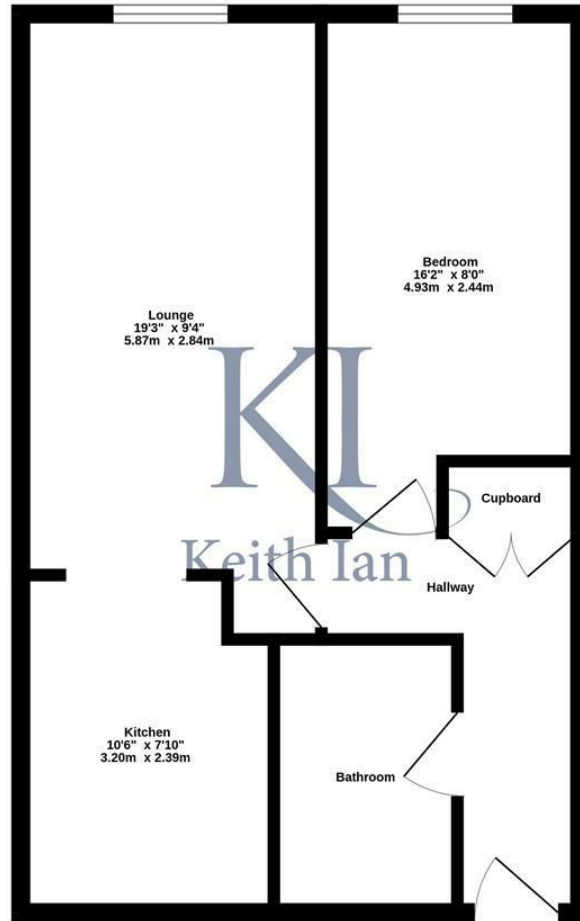 Bedroom
16'2" x 8'0"
4.93m x 2.44m
Lounge
19'3" x 9'4"
5.87m x 2.84m
KI
Keith Ian
Cupboard
Hallway
Kitchen
10'6" x 7'10"
3.20m x 2.39m
Bathroom